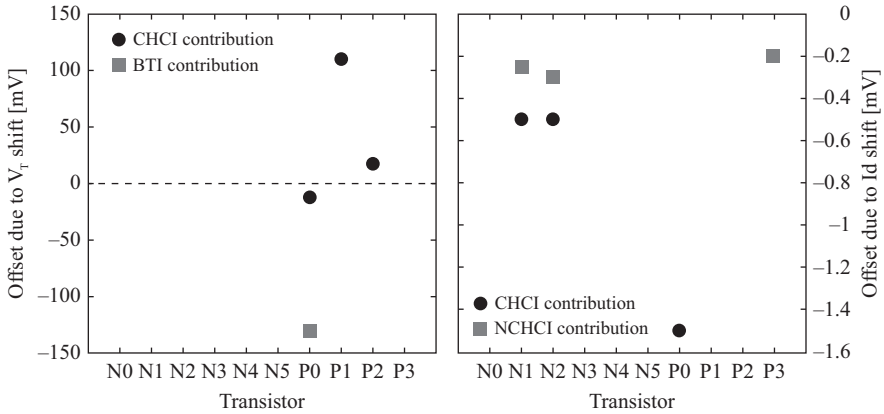 150
100
50
0
–50
–100
–150
Offset due to V_T shift [mV]
CHCI contribution
BTI contribution
N0 N1 N2 N3 N4 N5 P0 P1 P2 P3
Transistor
0
–0.2
–0.4
–0.6
–0.8
–1
–1.2
–1.4
–1.6
Offset due to Id shift [mV]
CHCI contribution
NCHCI contribution
N0 N1 N2 N3 N4 N5 P0 P1 P2 P3
Transistor